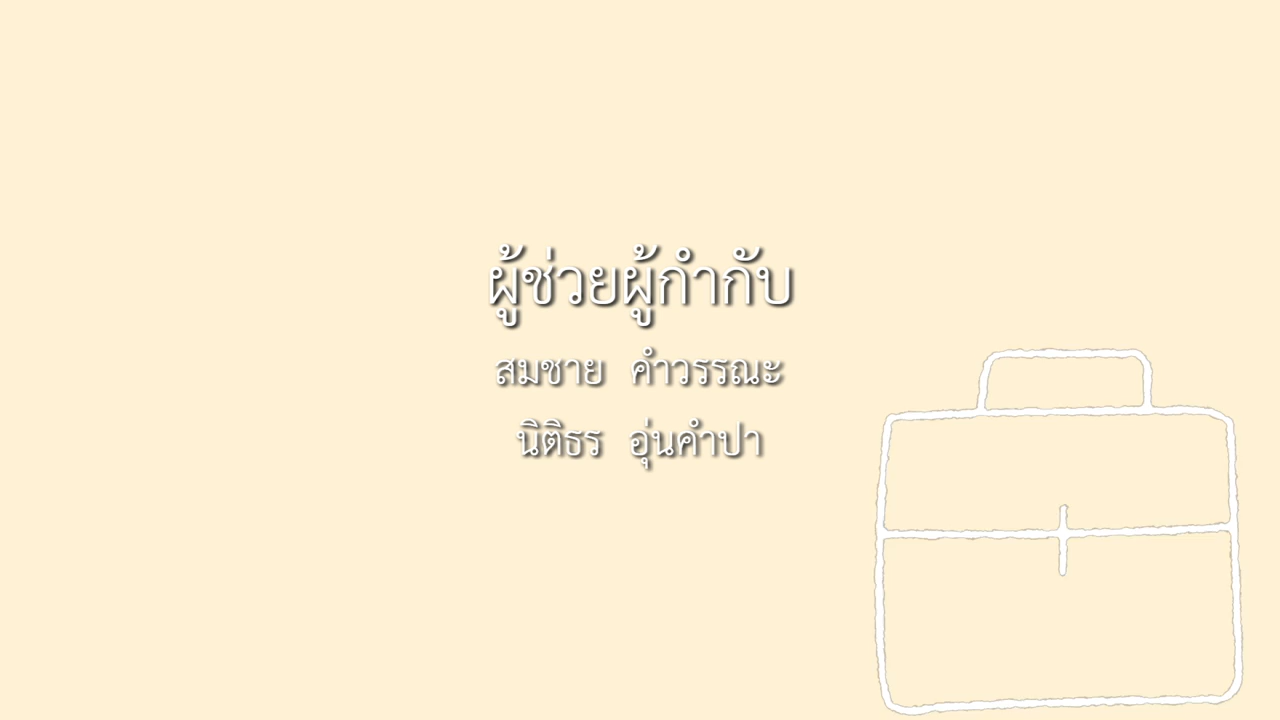 ผู้ช่วยผู้กำกับ
สมชาย คำวรรณะ
นิติธร อุ่นคำปา